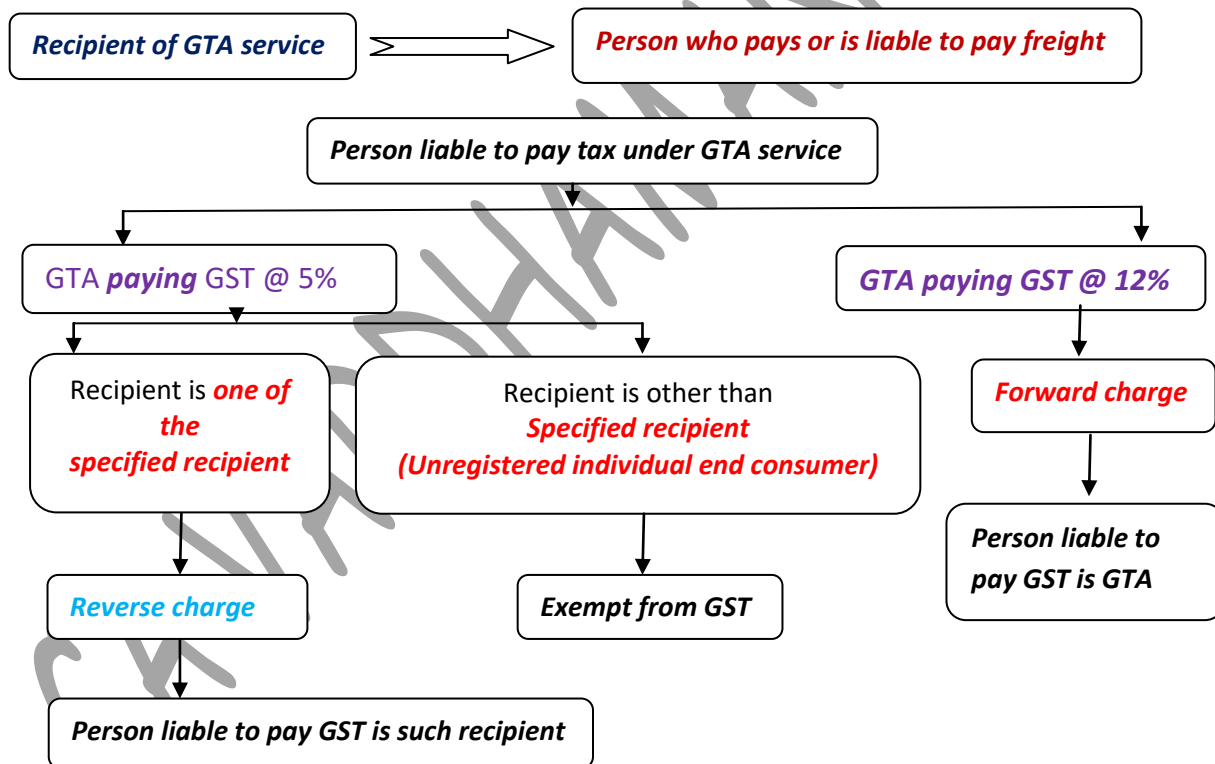 Recipient of GTA service
Person who pays or is liable to pay freight
Person liable to pay tax under GTA service
GTA paying GST @ 5%
GTA paying GST @ 12%
Recipient is one of
the
specified recipient
Recipient is other than
Specified recipient
(Unregistered individual end consumer)
Forward charge
Person liable to
pay GST is GTA
Reverse charge
Exempt from GST
Person liable to pay GST is such recipient